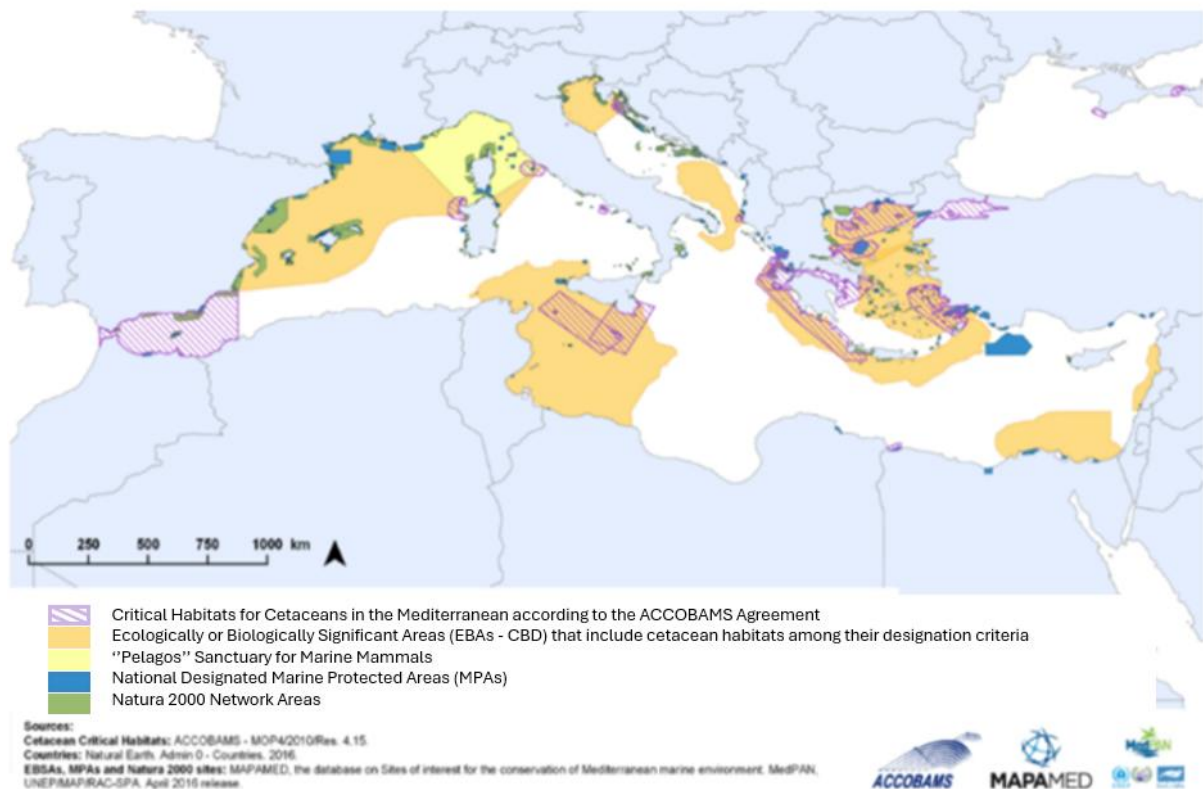 0 250 500 750 1000 km
Critical Habitats for Cetaceans in the Mediterranean according to the ACCOBAMS Agreement
Ecologically or Biologically Significant Areas (EBAs - CBD) that include cetacean habitats among their designation criteria
‘’Pelagos’’ Sanctuary for Marine Mammals
National Designated Marine Protected Areas (MPAs)
Natura 2000 Network Areas
Sources:
Cetacean Critical Habitats: ACCOBAMS - MOP4/2010/Res. 4.15.
Countries: Natural Earth. Admin 0 - Countries. 2016.
EBSAs, MPAs and Natura 2000 sites: MAPAMED, the database on Sites of interest for the conservation of Mediterranean marine environment. MedPAN,
UNEP/MAP/RAC-SPA. April 2016 release.
ACCOBAMS
MAPAMED
MedPAN